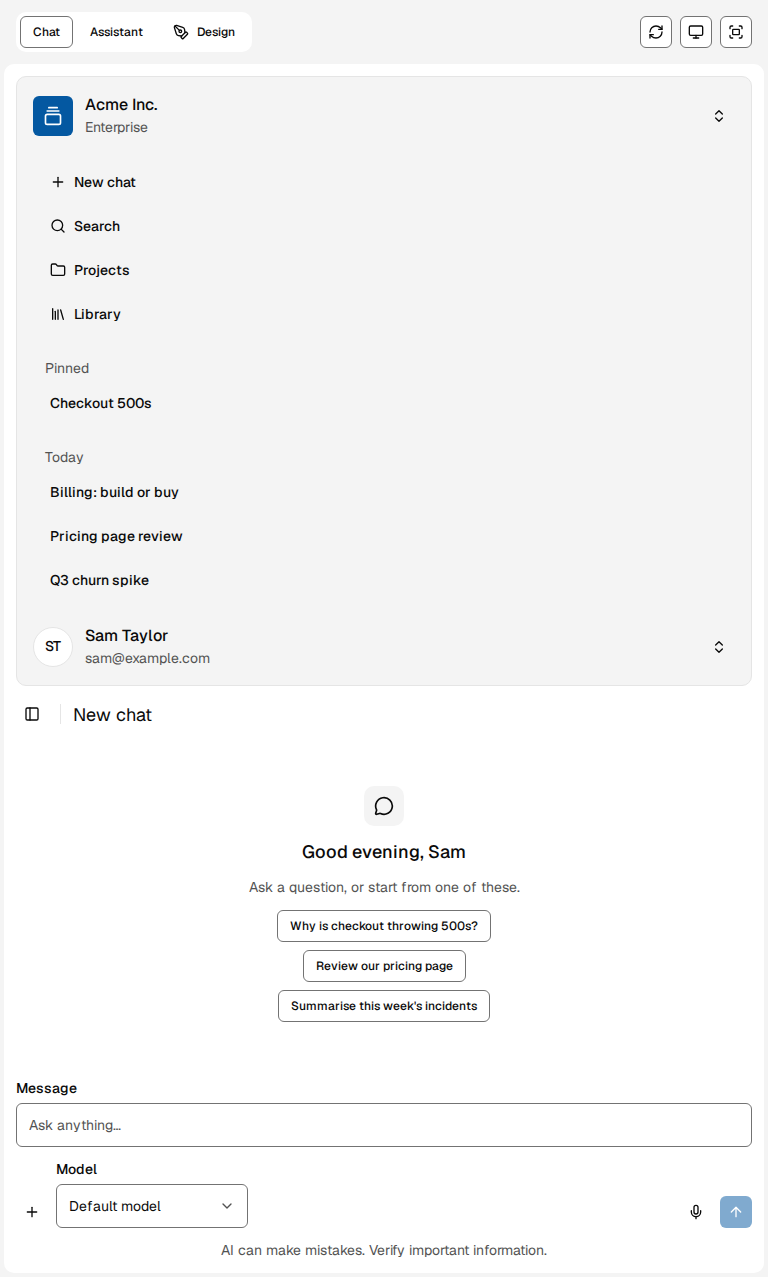 Chat
Assistant
Design
Acme Inc.
Enterprise
New chat
Search
Projects
Library
Pinned
Checkout 500s
Today
Billing: build or buy
Pricing page review
Q3 churn spike
ST
Sam Taylor
sam@example.com
New chat
Good evening, Sam
Ask a question, or start from one of these.
Why is checkout throwing 500s?
Review our pricing page
Summarise this week's incidents
Message
Ask anything…
Model
Default model
AI can make mistakes. Verify important information.